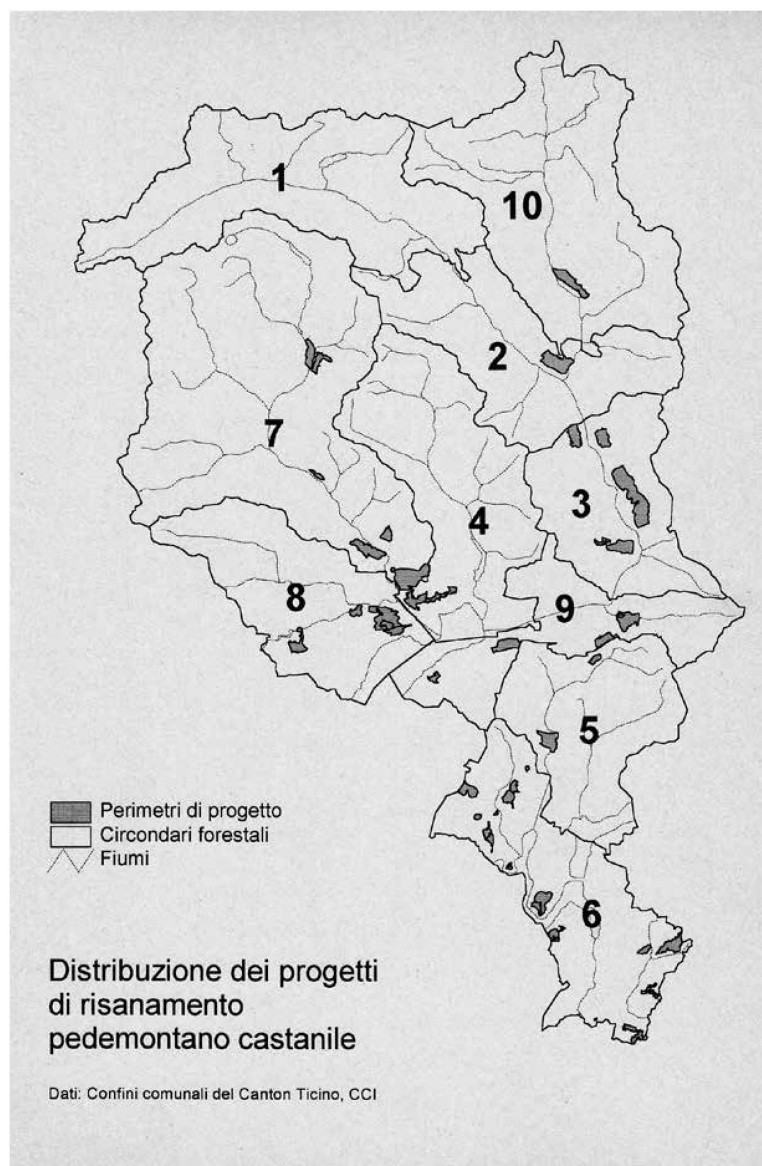 1
10
2
7
3
4
8
9
5
6
Perimetri di progetto
Circondari forestali
Fiumi
Distribuzione dei progetti
di risanamento
pedemontano castanile
Dati: Confini comunali del Canton Ticino, CCI